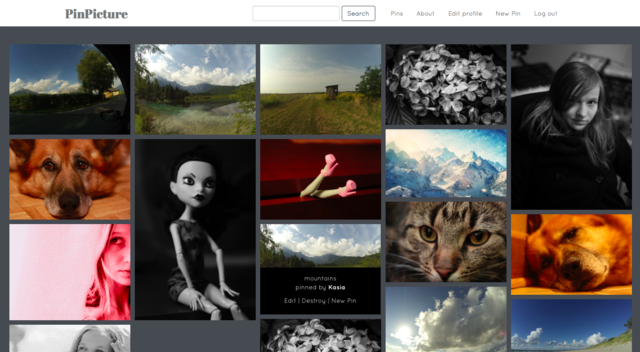 PinPicture
Search
Pins
About
Edit profile
New Pin
Log out
mountains
pinned by Kasia
Edit | Destroy | New Pin